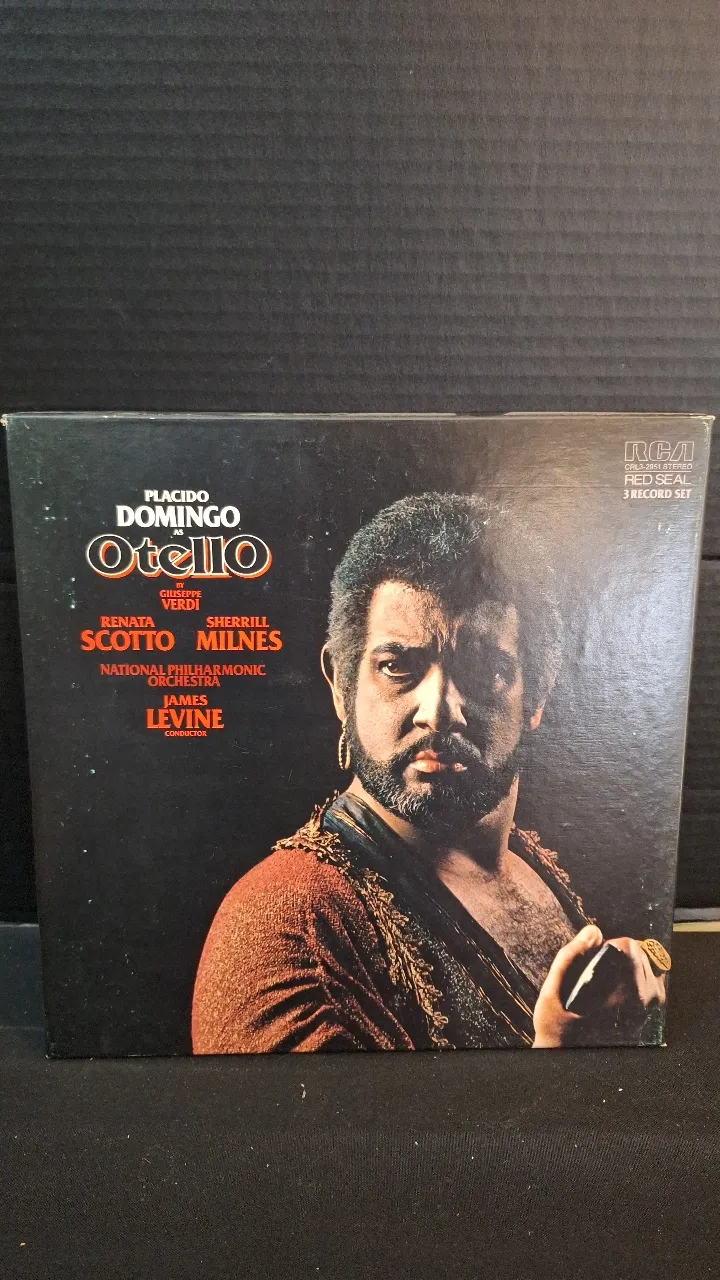 PLACIDO
DOMINGO
AS
Otello
BY
GIUSEPPE
VERDI
RENATA SHERRILL
SCOTTO MILNES
NATIONAL PHILHARMONIC
ORCHESTRA
JAMES
LEVINE
CONDUCTOR
RCA
CRL3-2951 STEREO
RED SEAL
3 RECORD SET